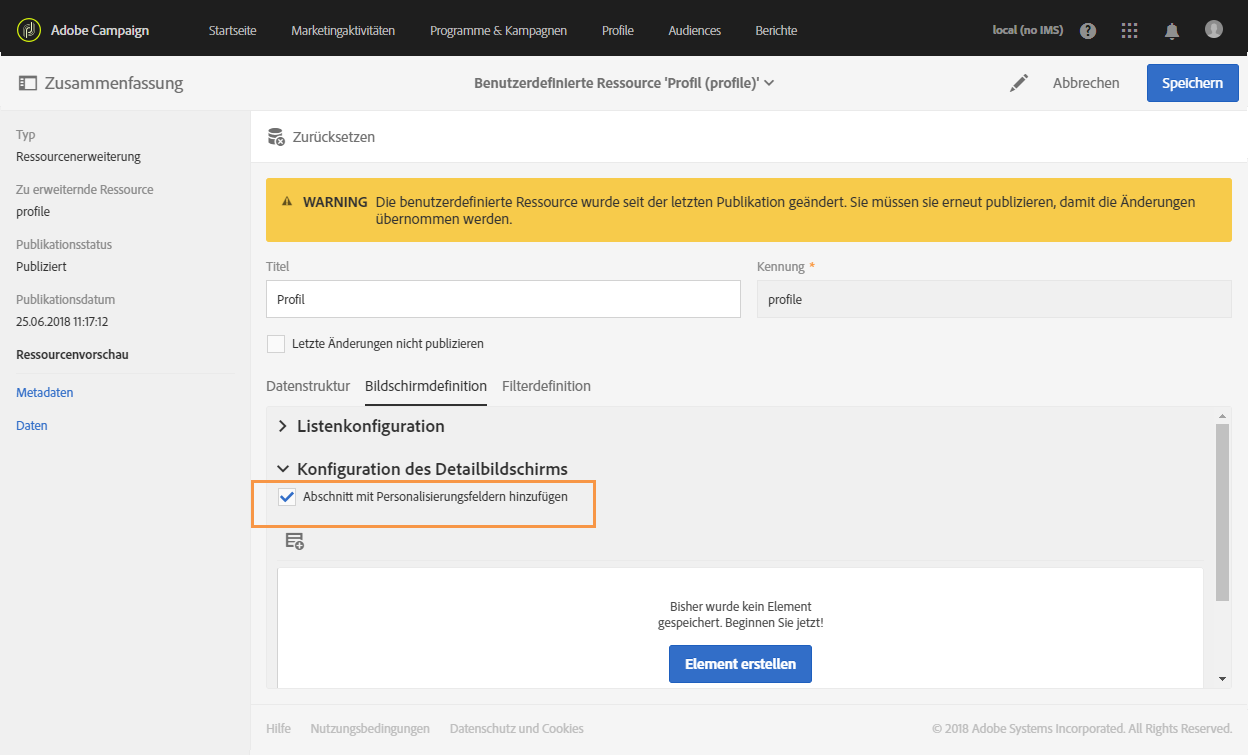 Adobe Campaign Startseite Marketingaktivitäten Programme & Kampagnen Profile Audiences Berichte local (no IMS)
Zusammenfassung Benutzerdefinierte Ressource 'Profil (profile)' Abbrechen Speichern
Typ
Ressourcenerweiterung
Zu erweiternde Ressource
profile
Publikationsstatus
Publiziert
Publikationsdatum
25.06.2018 11:17:12
Ressourcenvorschau
Metadaten
Daten
Zurücksetzen
WARNING Die benutzerdefinierte Ressource wurde seit der letzten Publikation geändert. Sie müssen sie erneut publizieren, damit die Änderungen
übernommen werden.
Titel Kennung *
Profil profile
Letzte Änderungen nicht publizieren
Datenstruktur Bildschirmdefinition Filterdefinition
Listenkonfiguration
Konfiguration des Detailbildschirms
Abschnitt mit Personalisierungsfeldern hinzufügen
Bisher wurde kein Element
gespeichert. Beginnen Sie jetzt!
Element erstellen
Hilfe Nutzungsbedingungen Datenschutz und Cookies © 2018 Adobe Systems Incorporated. All Rights Reserved.